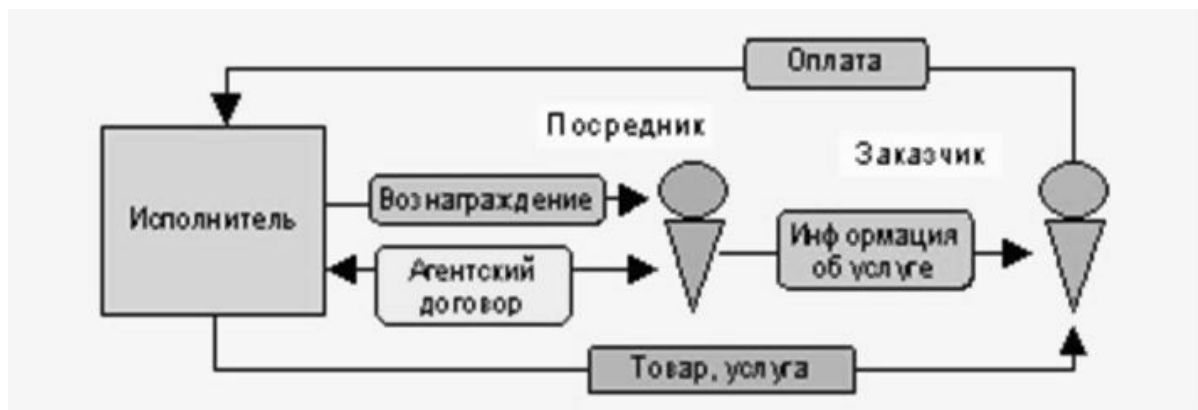 Оплата
Посредник
Заказчик
Вознаграждение
Исполнитель
Информация
об услуге
Агентский
договор
Товар, услуга